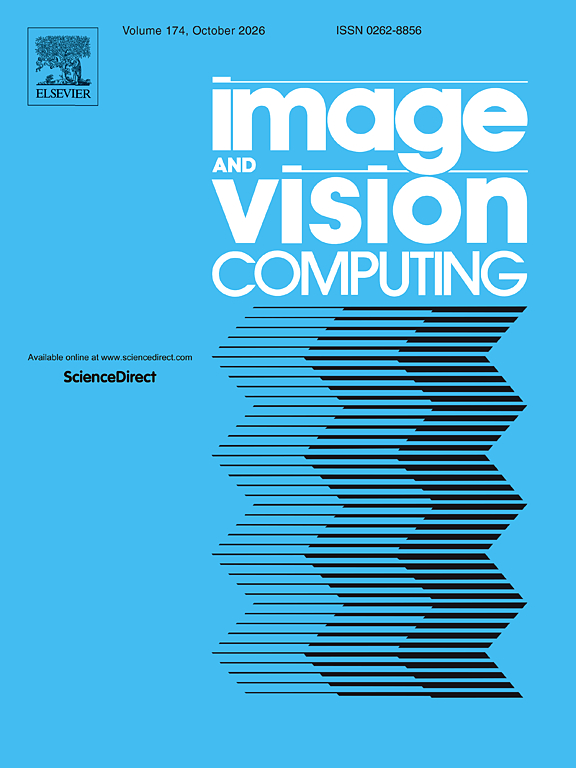 Volume 174, October 2026
ISSN 0262-8856
ELSEVIER
image
AND
vision
COMPUTING
Available online at www.sciencedirect.com
ScienceDirect